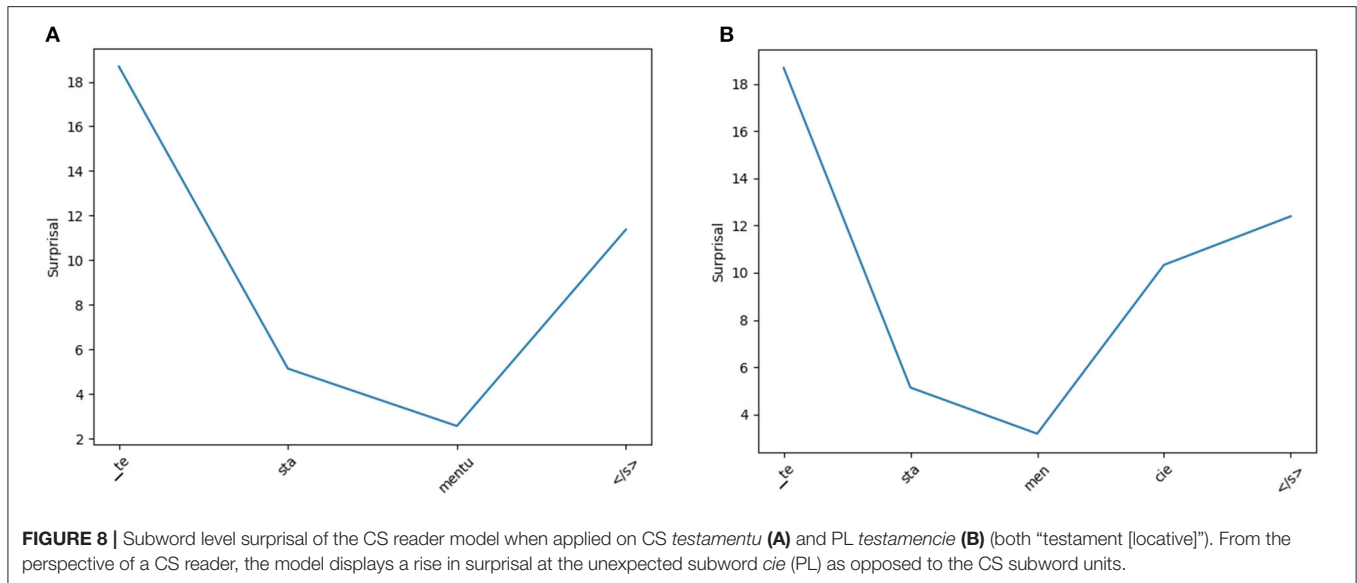 A
18
16
14
12
10
8
6
4
2
Surprisal
_te
sta
mentu
</s>
B
18
16
14
12
10
8
6
4
Surprisal
_te
sta
men
cie
</s>
FIGURE 8 | Subword level surprisal of the CS reader model when applied on CS testamentu (A) and PL testamencie (B) (both “testament [locative]”). From the
perspective of a CS reader, the model displays a rise in surprisal at the unexpected subword cie (PL) as opposed to the CS subword units.